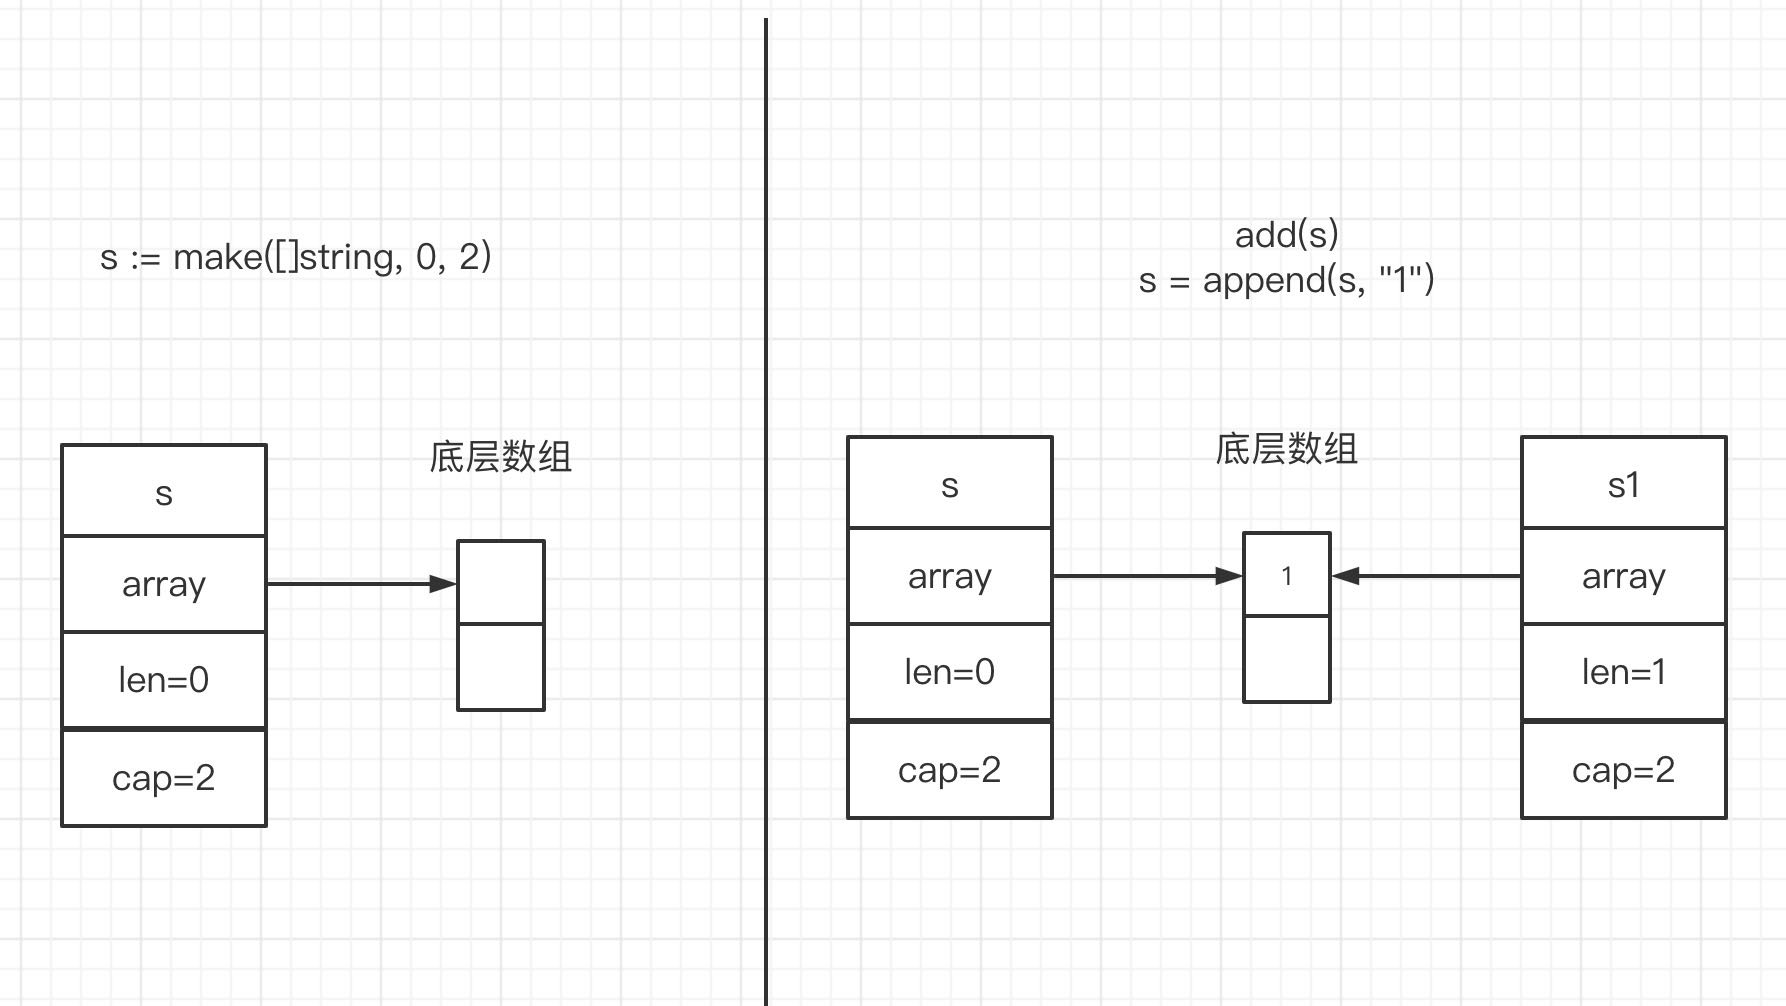 s := make([]string, 0, 2)
底层数组
s
array
len=0
cap=2
add(s)
s = append(s, "1")
底层数组
s
array
len=0
cap=2
1
s1
array
len=1
cap=2